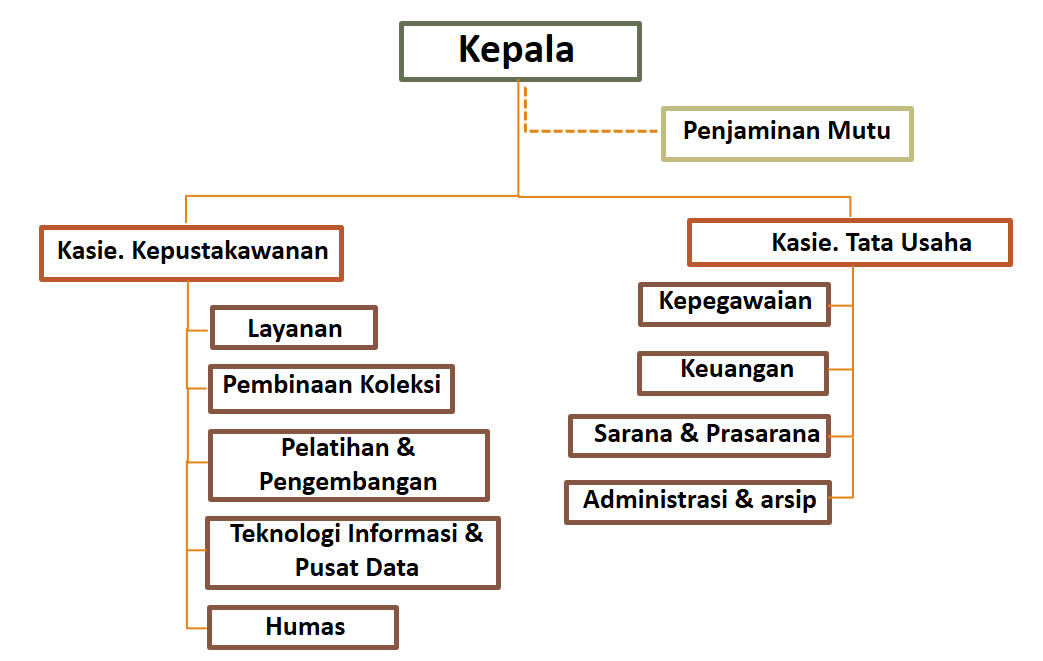 Kepala
Penjaminan Mutu
Kasie. Kepustakawanan
Layanan
Pembinaan Koleksi
Pelatihan &
Pengembangan
Teknologi Informasi &
Pusat Data
Humas
Kasie. Tata Usaha
Kepegawaian
Keuangan
Sarana & Prasarana
Administrasi & arsip